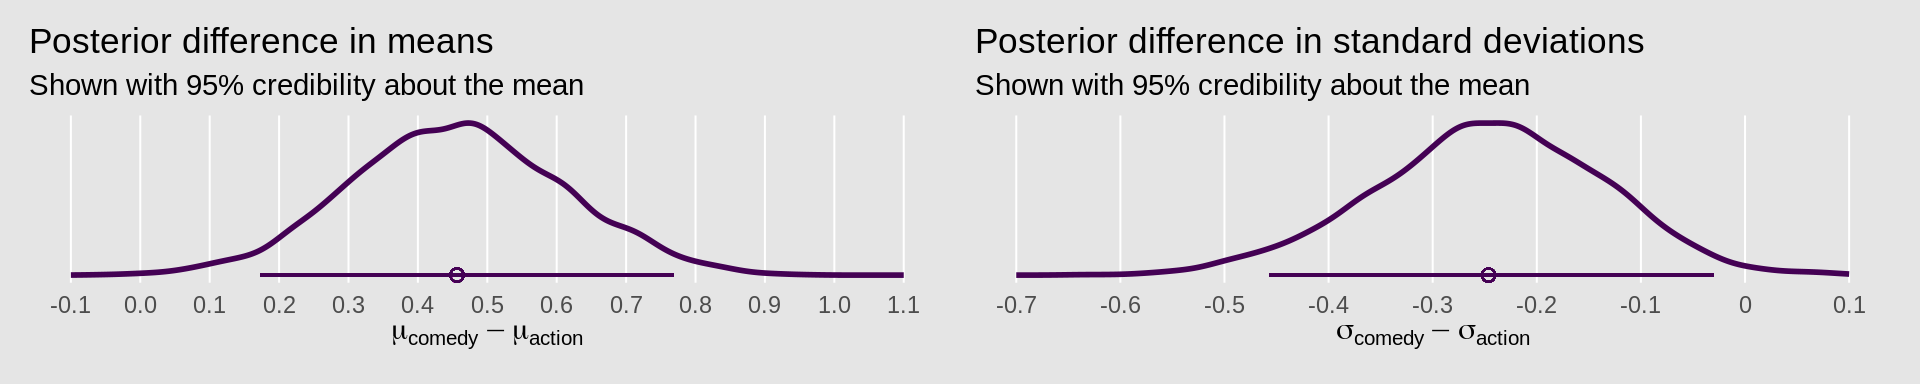 Posterior difference in means
Shown with 95% credibility about the mean
-0.1 0.0 0.1 0.2 0.3 0.4 0.5 0.6 0.7 0.8 0.9 1.0 1.1
μcomedy − μaction
Posterior difference in standard deviations
Shown with 95% credibility about the mean
-0.7 -0.6 -0.5 -0.4 -0.3 -0.2 -0.1 0 0.1
σcomedy − σaction